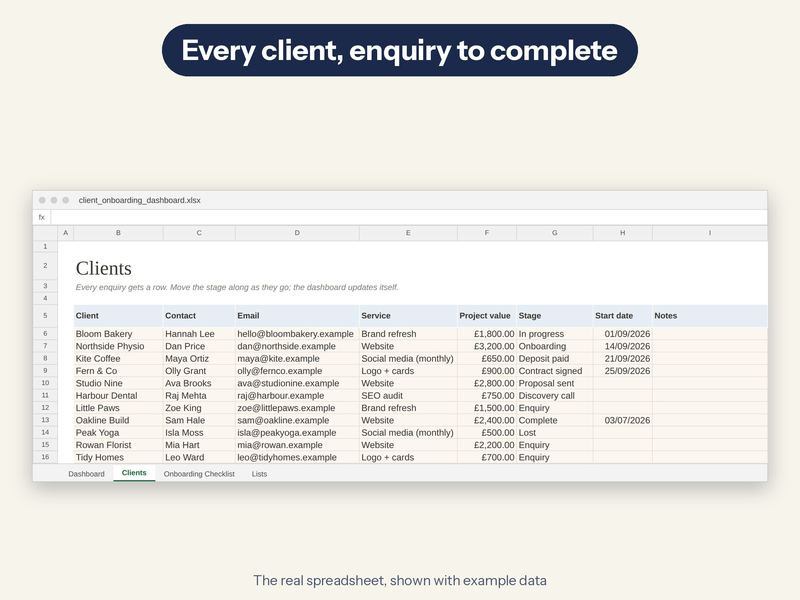 Every client, enquiry to complete
client_onboarding_dashboard.xlsx
fx
A B C D E F G H I
1
2 Clients
3 Every enquiry gets a row. Move the stage along as they go; the dashboard updates itself.
4
5 Client Contact Email Service Project value Stage Start date Notes
6 Bloom Bakery Hannah Lee hello@bloombakery.example Brand refresh £1,800.00 In progress 01/09/2026
7 Northside Physio Dan Price dan@northside.example Website £3,200.00 Onboarding 14/09/2026
8 Kite Coffee Maya Ortiz maya@kite.example Social media (monthly) £650.00 Deposit paid 21/09/2026
9 Fern & Co Olly Grant olly@fernco.example Logo + cards £900.00 Contract signed 25/09/2026
10 Studio Nine Ava Brooks ava@studionine.example Website £2,800.00 Proposal sent
11 Harbour Dental Raj Mehta raj@harbour.example SEO audit £750.00 Discovery call
12 Little Paws Zoe King zoe@littlepaws.example Brand refresh £1,500.00 Enquiry
13 Oakline Build Sam Hale sam@oakline.example Website £2,400.00 Complete 03/07/2026
14 Peak Yoga Isla Moss isla@peakyoga.example Social media (monthly) £500.00 Lost
15 Rowan Florist Mia Hart mia@rowan.example Website £2,200.00 Enquiry
16 Tidy Homes Leo Ward leo@tidyhomes.example Logo + cards £700.00 Enquiry
Dashboard Clients Onboarding Checklist Lists
The real spreadsheet, shown with example data